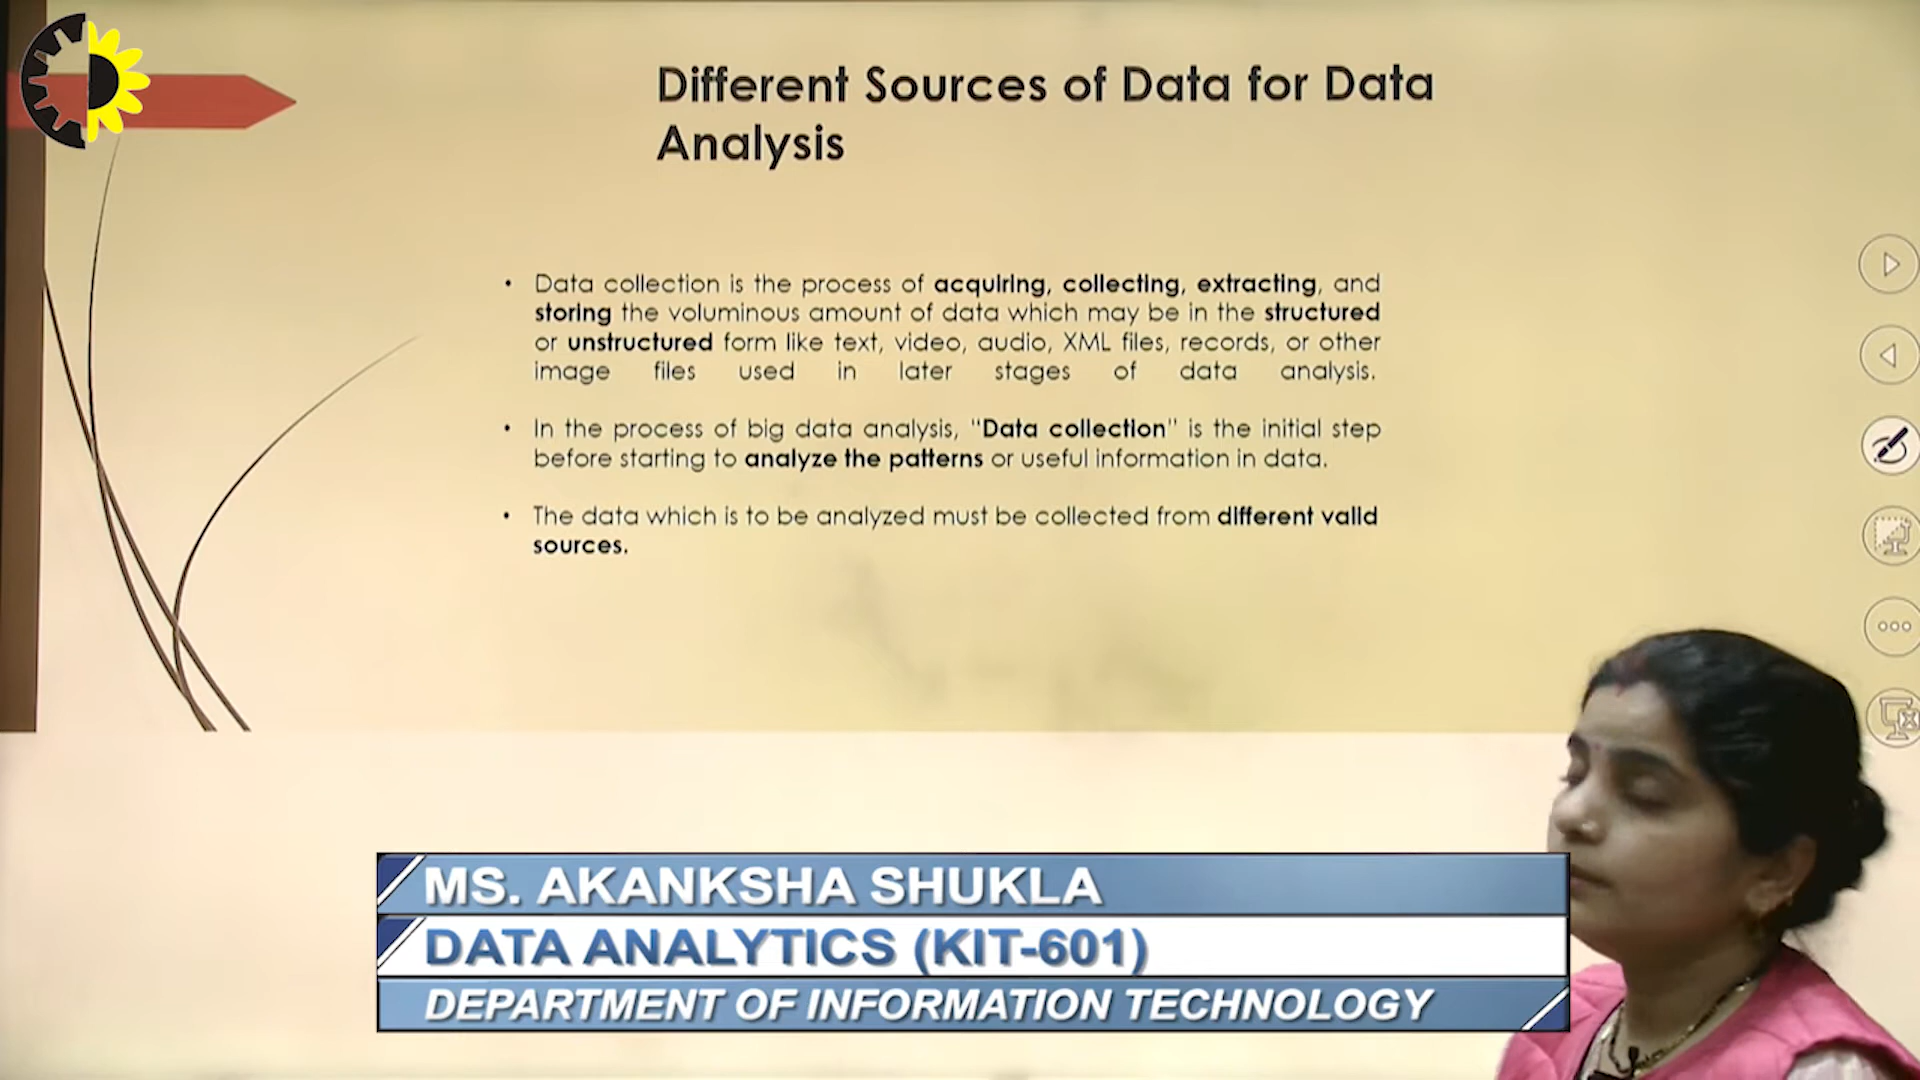 Different Sources of Data for Data
Analysis
• Data collection is the process of acquiring, collecting, extracting, and
storing the voluminous amount of data which may be in the structured
or unstructured form like text, video, audio, XML files, records, or other
image files used in later stages of data analysis.
• In the process of big data analysis, "Data collection" is the initial step
before starting to analyze the patterns or useful information in data.
• The data which is to be analyzed must be collected from different valid
sources.
MS. AKANKSHA SHUKLA
DATA ANALYTICS (KIT-601)
DEPARTMENT OF INFORMATION TECHNOLOGY